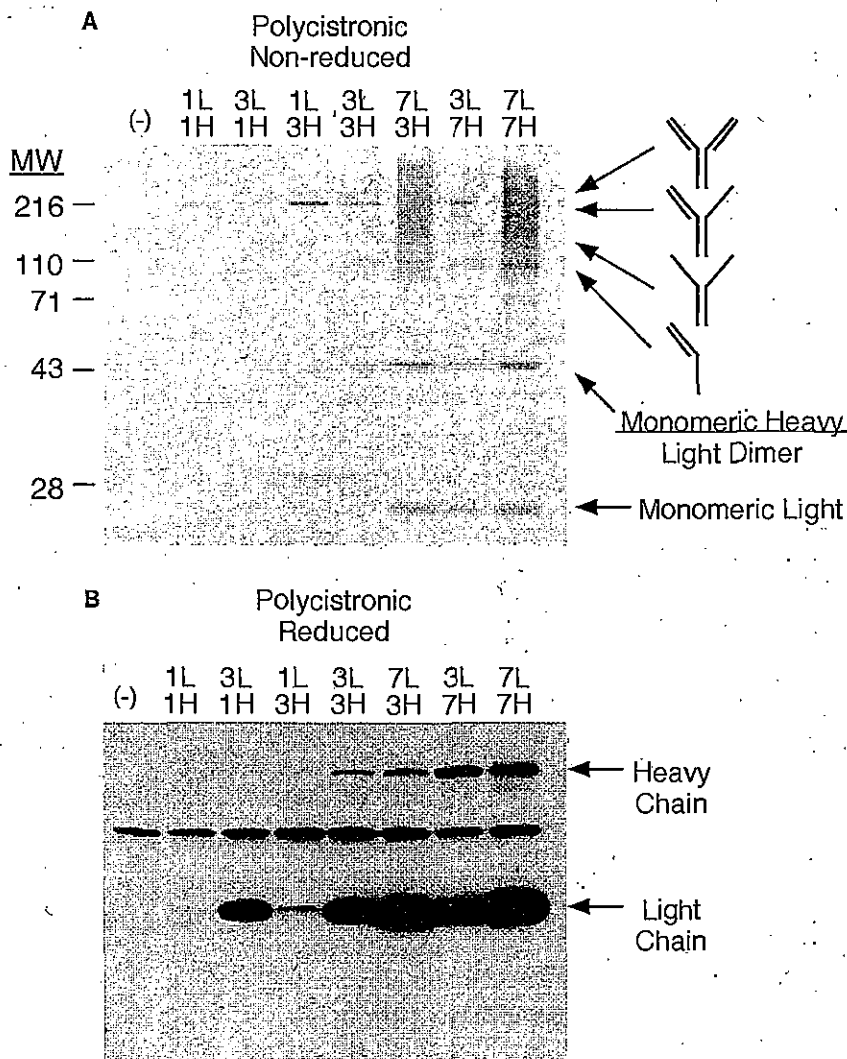 A
Polycistronic
Non-reduced
(-) 1L 3L 1L 3L 7L 3L 7L
1H 1H 3H 3H 3H 7H 7H
MW
216
110
71
43
28
Monomeric Heavy
Light Dimer
Monomeric Light
B
Polycistronic
Reduced
(-) 1L 3L 1L 3L 7L 3L 7L
1H 1H 3H 3H 3H 7H 7H
Heavy
Chain
Light
Chain